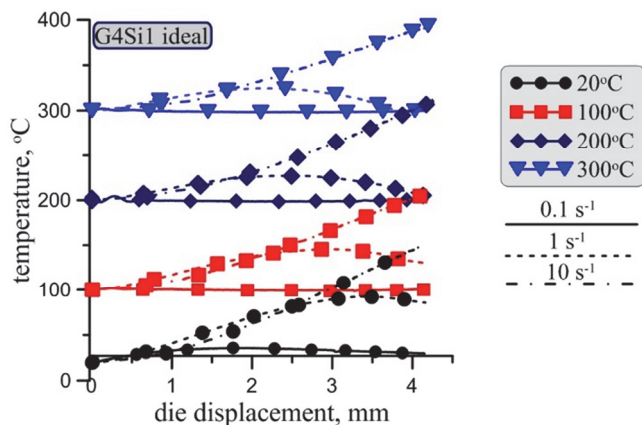 400
G4Si1 ideal
300
200
100
0
temperature, °C
0
1
2
3
4
die displacement, mm
20°C
100°C
200°C
300°C
0.1 s⁻¹
1 s⁻¹
10 s⁻¹